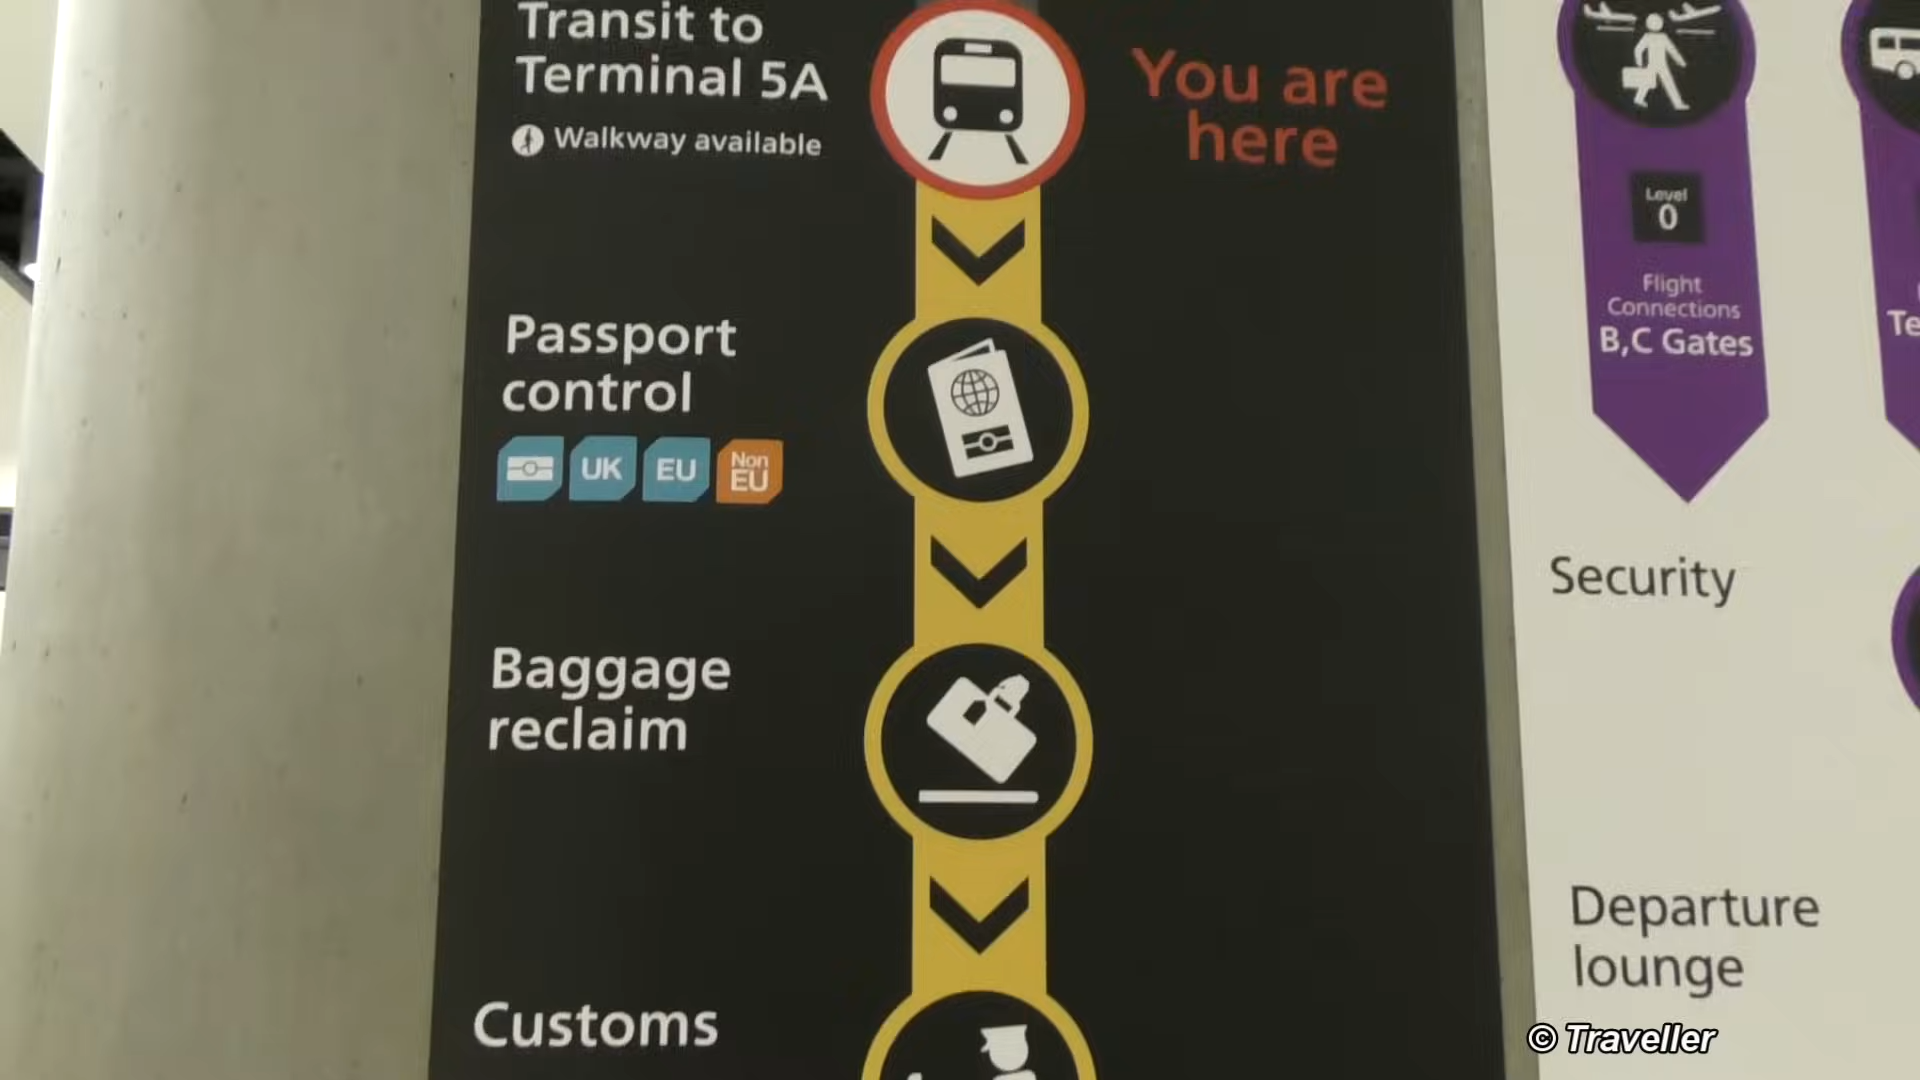 Transit to
Terminal 5A
Walkway available
You are
here
Passport
control
UK
EU
Non
EU
Baggage
reclaim
Customs
Level
0
Flight
Connections
B,C Gates
Te
Security
Departure
lounge
© Traveller